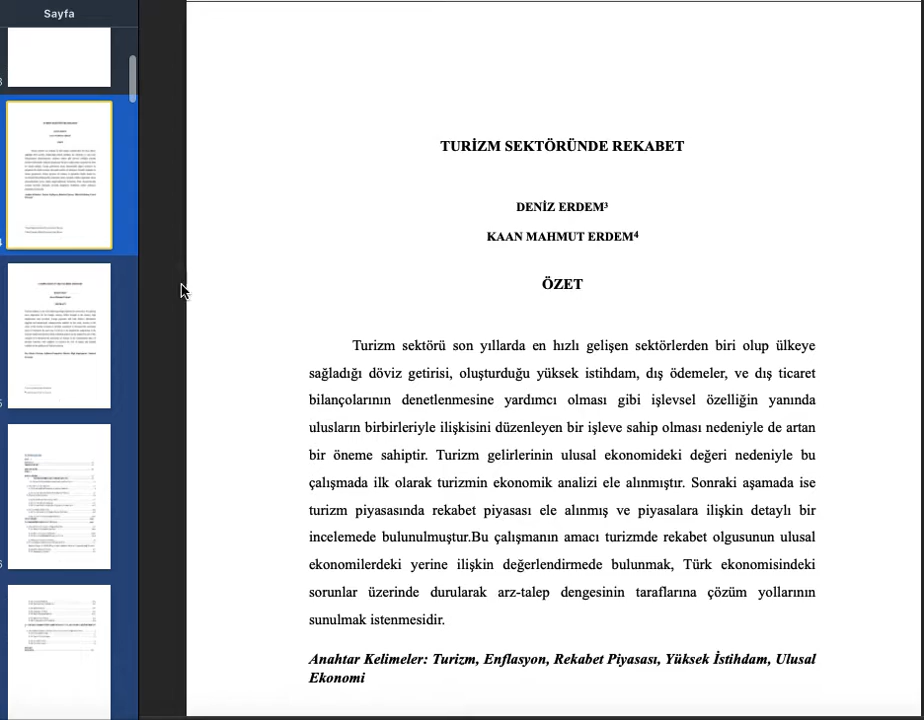 Sayfa
TURİZM SEKTÖRÜNDE REKABET
DENİZ ERDEM³
KAAN MAHMUT ERDEM⁴
ÖZET
Turizm sektörü son yıllarda en hızlı gelişen sektörlerden biri olup ülkeye
sağladığı döviz getirisi, oluşturduğu yüksek istihdam, dış ödemeler, ve dış ticaret
bilançolarının denetlenmesine yardımcı olması gibi işlevsel özelliğin yanında
ulusların birbirleriyle ilişkisini düzenleyen bir işleve sahip olması nedeniyle de artan
bir öneme sahiptir. Turizm gelirlerinin ulusal ekonomideki değeri nedeniyle bu
çalışmada ilk olarak turizmin ekonomik analizi ele alınmıştır. Sonraki aşamada ise
turizm piyasasında rekabet piyasası ele alınmış ve piyasalara ilişkin detaylı bir
incelemede bulunulmuştur.Bu çalışmanın amacı turizmde rekabet olgusunun ulusal
ekonomilerdeki yerine ilişkin değerlendirmede bulunmak, Türk ekonomisindeki
sorunlar üzerinde durularak arz-talep dengesinin taraflarına çözüm yollarının
sunulmak istenmesidir.
Anahtar Kelimeler: Turizm, Enflasyon, Rekabet Piyasası, Yüksek İstihdam, Ulusal
Ekonomi